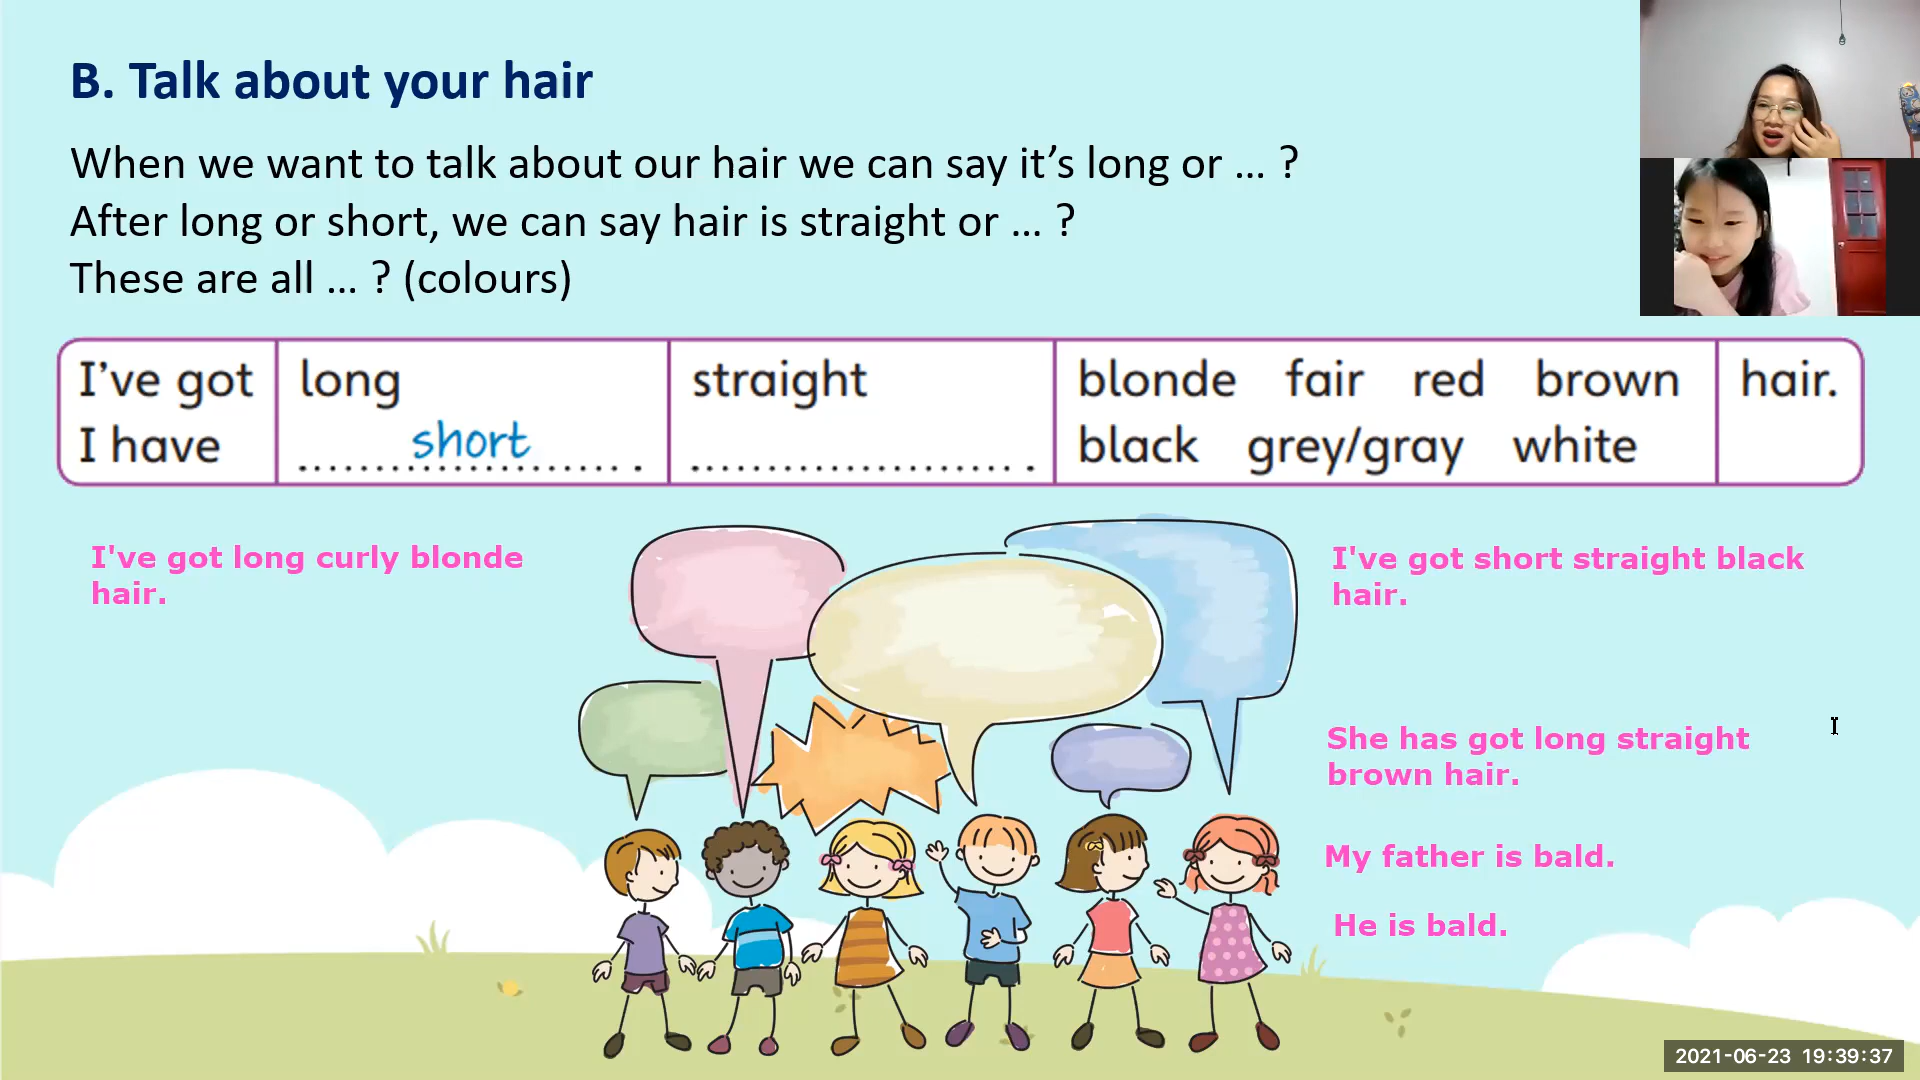 B. Talk about your hair
When we want to talk about our hair we can say it’s long or ... ?
After long or short, we can say hair is straight or ... ?
These are all ... ? (colours)
I’ve got long straight blonde fair red brown hair.
I have short black grey/gray white
I've got long curly blonde
hair.
I've got short straight black
hair.
She has got long straight
brown hair.
My father is bald.
He is bald.
2021-06-23 19:39:37